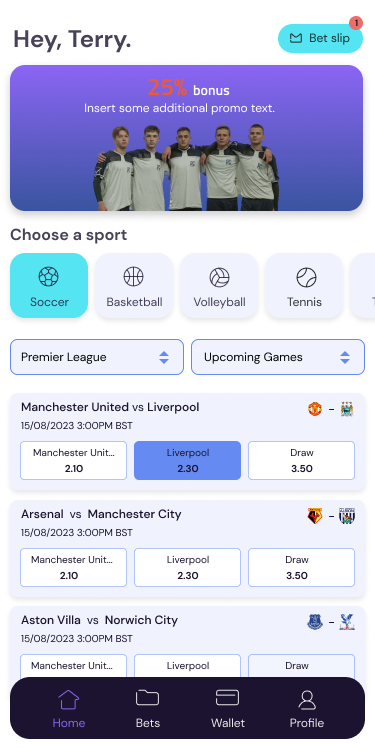 Hey, Terry.
Bet slip
1
25% bonus
Insert some additional promo text.
Choose a sport
Soccer
Basketball
Volleyball
Tennis
Premier League
Upcoming Games
Manchester United vs Liverpool
15/08/2023 3:00PM BST
Manchester Unit...
2.10
Liverpool
2.30
Draw
3.50
Arsenal vs Manchester City
15/08/2023 3:00PM BST
Manchester Unit...
2.10
Liverpool
2.30
Draw
3.50
Aston Villa vs Norwich City
15/08/2023 3:00PM BST
Manchester Unit...
Liverpool
Draw
Home
Bets
Wallet
Profile